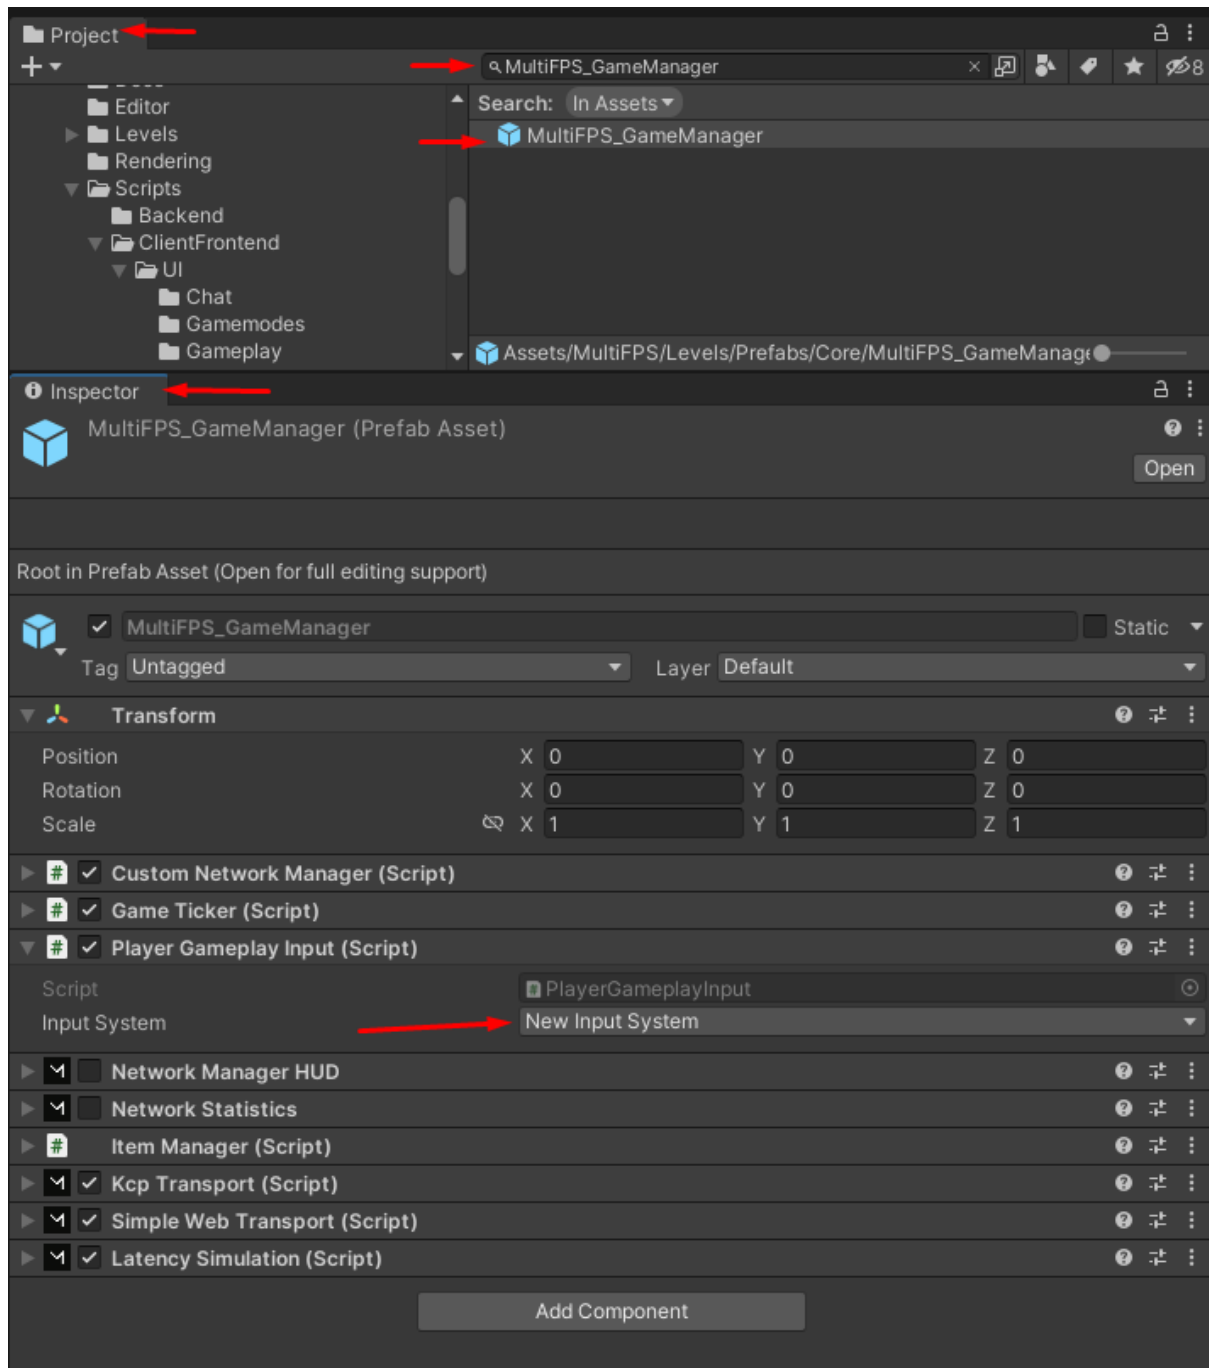 Project
MultiFPS_GameManager
8
Editor
Search: In Assets
Levels
MultiFPS_GameManager
Rendering
Scripts
Backend
ClientFrontend
UI
Chat
Gamemodes
Gameplay
Assets/MultiFPS/Levels/Prefabs/Core/MultiFPS_GameManage
Inspector
MultiFPS_GameManager (Prefab Asset)
Open
Root in Prefab Asset (Open for full editing support)
MultiFPS_GameManager
Static
Tag Untagged Layer Default
Transform
Position X 0 Y 0 Z 0
Rotation X 0 Y 0 Z 0
Scale X 1 Y 1 Z 1
# Custom Network Manager (Script)
# Game Ticker (Script)
# Player Gameplay Input (Script)
Script # PlayerGameplayInput
Input System New Input System
Network Manager HUD
Network Statistics
# Item Manager (Script)
Kcp Transport (Script)
Simple Web Transport (Script)
Latency Simulation (Script)
Add Component